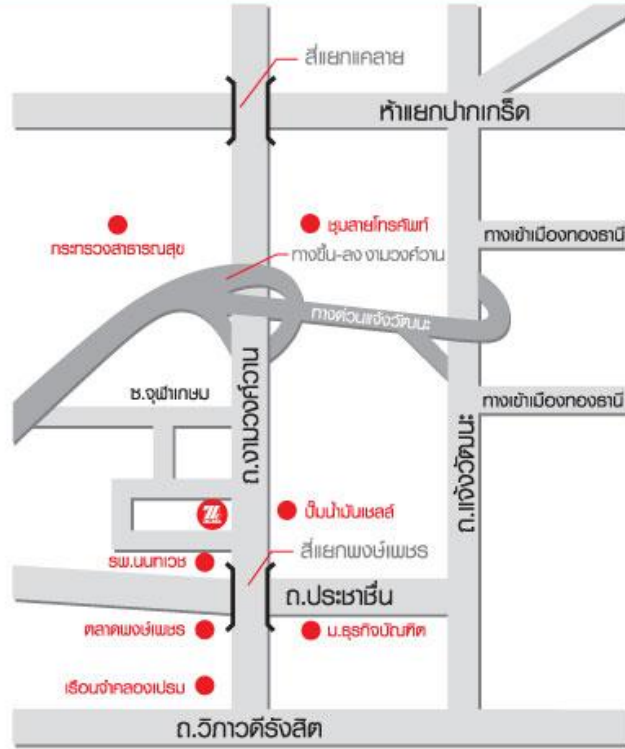 สี่แยกแคลาย
ห้าแยกปากเกร็ด
กระทรวงสาธารณสุข
ชุมสายโทรศัพท์
ทางเข้าเมืองทองธานี
ทางขึ้น-ลง งามวงศ์วาน
ทางด่วนแจ้งวัฒนะ
ซ.จุฬาเกษม
ถ.งามวงศ์วาน
ทางเข้าเมืองทองธานี
ถ.แจ้งวัฒนะ
ปั๊มน้ำมันเชลล์
สี่แยกพงษ์เพชร
รพ.นนทเวช
ถ.ประชาชื่น
ตลาดพงษ์เพชร
ม.ธุรกิจบัณฑิต
เรือนจำคลองเปรม
ถ.วิภาวดีรังสิต